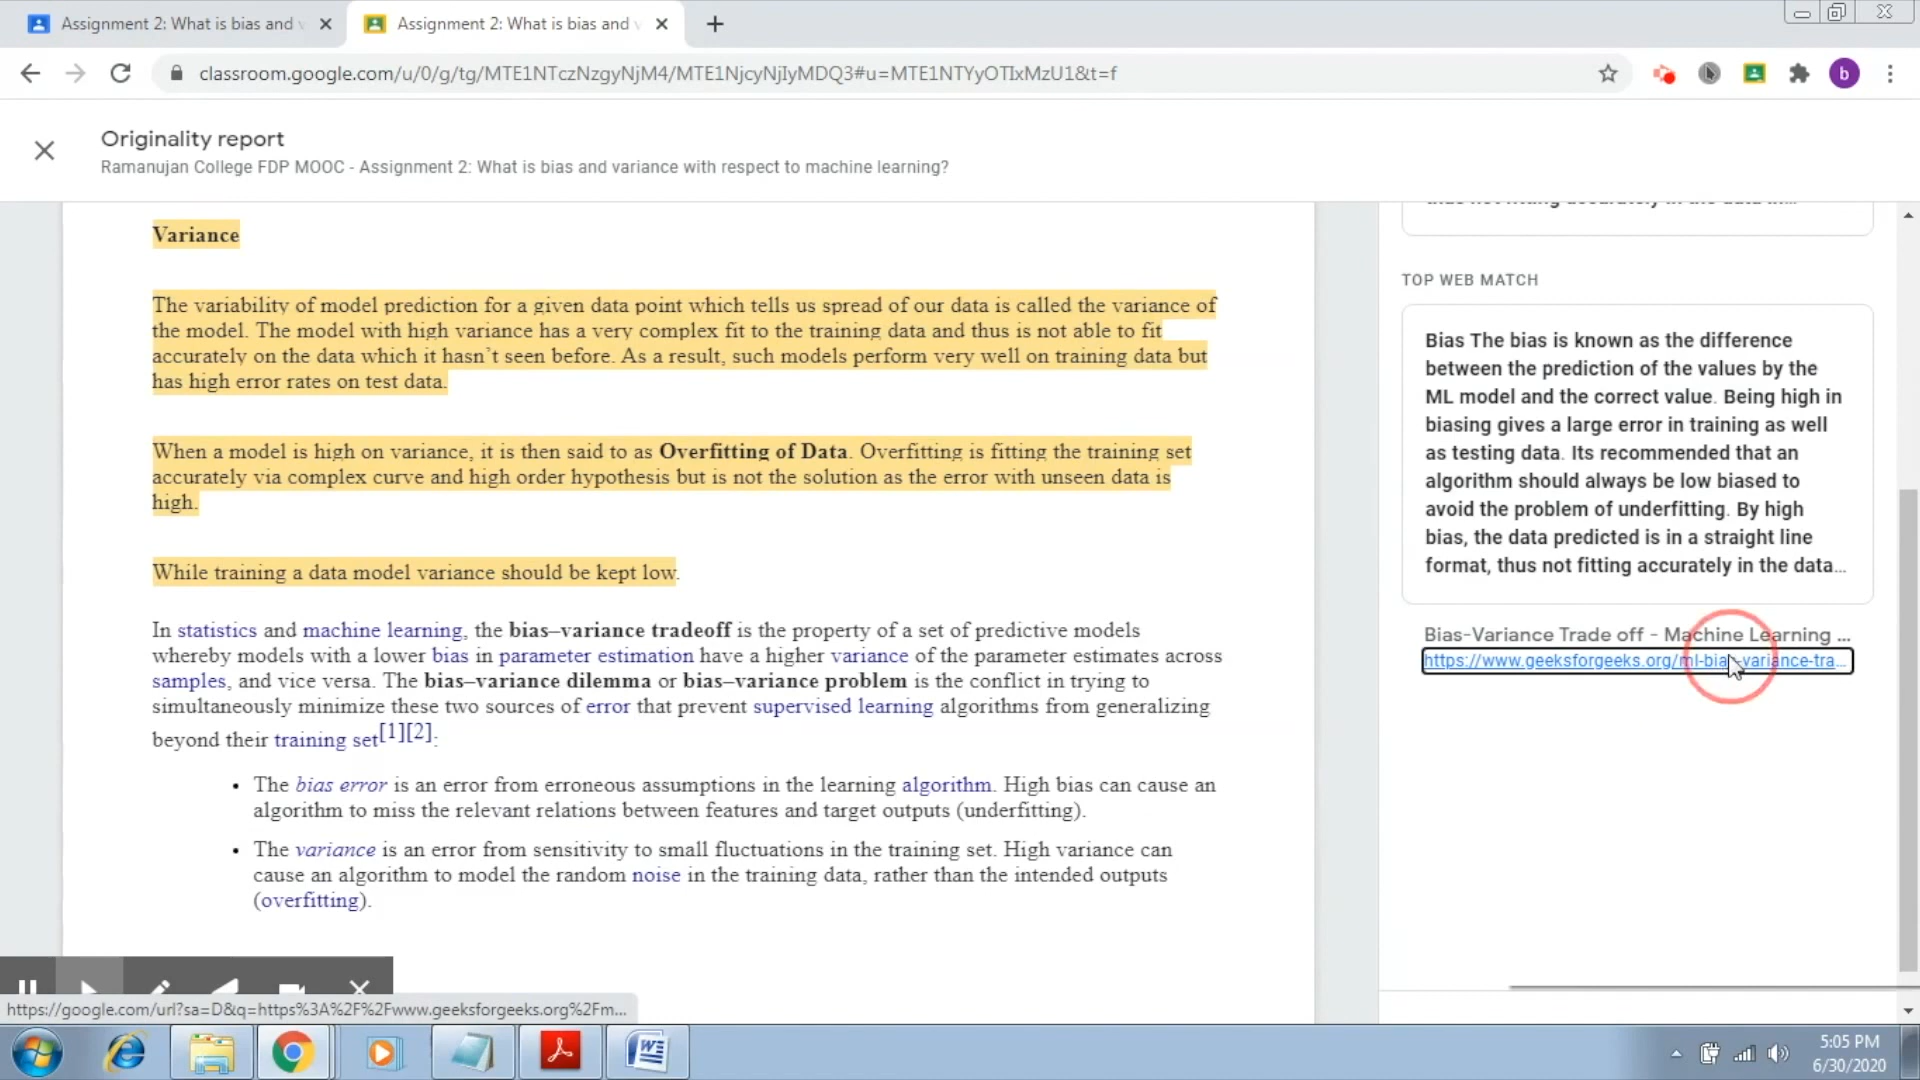 Assignment 2: What is bias and v
Assignment 2: What is bias and v
classroom.google.com/u/0/g/tg/MTE1NTczNzgyNjM4/MTE1NjcyNjIyMDQ3#u=MTE1NTYyOTIxMzU1&t=f
b
Originality report
Ramanujan College FDP MOOC - Assignment 2: What is bias and variance with respect to machine learning?
Variance
The variability of model prediction for a given data point which tells us spread of our data is called the variance of
the model. The model with high variance has a very complex fit to the training data and thus is not able to fit
accurately on the data which it hasn't seen before. As a result, such models perform very well on training data but
has high error rates on test data.
When a model is high on variance, it is then said to as Overfitting of Data. Overfitting is fitting the training set
accurately via complex curve and high order hypothesis but is not the solution as the error with unseen data is
high.
While training a data model variance should be kept low.
In statistics and machine learning, the bias–variance tradeoff is the property of a set of predictive models
whereby models with a lower bias in parameter estimation have a higher variance of the parameter estimates across
samples, and vice versa. The bias–variance dilemma or bias–variance problem is the conflict in trying to
simultaneously minimize these two sources of error that prevent supervised learning algorithms from generalizing
beyond their training set[1][2]:
• The bias error is an error from erroneous assumptions in the learning algorithm. High bias can cause an
algorithm to miss the relevant relations between features and target outputs (underfitting).
• The variance is an error from sensitivity to small fluctuations in the training set. High variance can
cause an algorithm to model the random noise in the training data, rather than the intended outputs
(overfitting).
thus not fitting accurately in the data in...
TOP WEB MATCH
Bias The bias is known as the difference
between the prediction of the values by the
ML model and the correct value. Being high in
biasing gives a large error in training as well
as testing data. Its recommended that an
algorithm should always be low biased to
avoid the problem of underfitting. By high
bias, the data predicted is in a straight line
format, thus not fitting accurately in the data...
Bias-Variance Trade off - Machine Learning ...
https://www.geeksforgeeks.org/ml-bias-variance-tra...
https://google.com/url?sa=D&q=https%3A%2F%2Fwww.geeksforgeeks.org%2Fm...
5:05 PM
6/30/2020